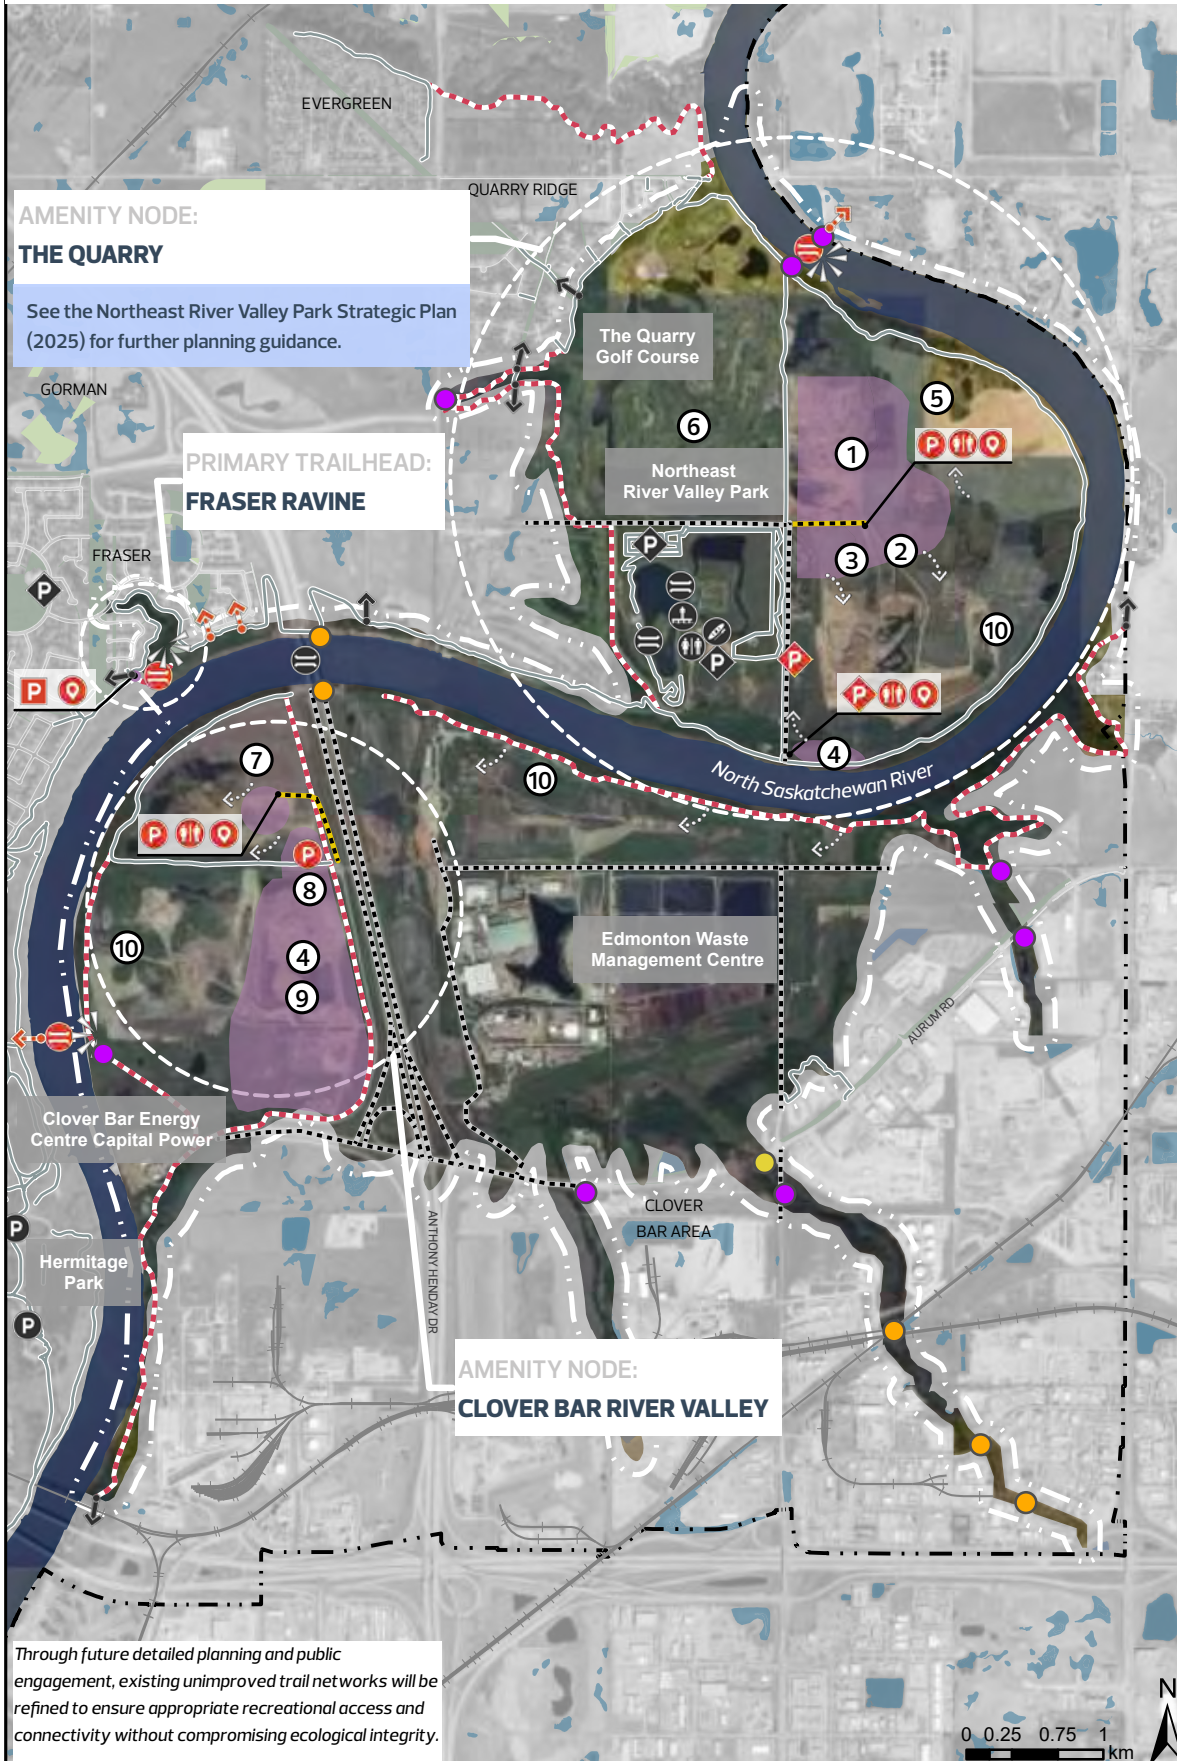 EVERGREEN
QUARRY RIDGE
AMENITY NODE:
THE QUARRY
See the Northeast River Valley Park Strategic Plan
(2025) for further planning guidance.
GORMAN
The Quarry
Golf Course
5
6
1
P
PRIMARY TRAILHEAD:
FRASER RAVINE
Northeast
River Valley Park
FRASER
P
3
2
P
10
P
P
P
P
P
4
North Saskatchewan River
7
10
P
P
8
10
4
9
Edmonton Waste
Management Centre
AURUM RD
Clover Bar Energy
Centre Capital Power
P
Hermitage
Park
P
CLOVER
BAR AREA
ANTHONY HENDAY DR
AMENITY NODE:
CLOVER BAR RIVER VALLEY
Through future detailed planning and public
engagement, existing unimproved trail networks will be
refined to ensure appropriate recreational access and
connectivity without compromising ecological integrity.
N
0 0.25 0.75 1
km